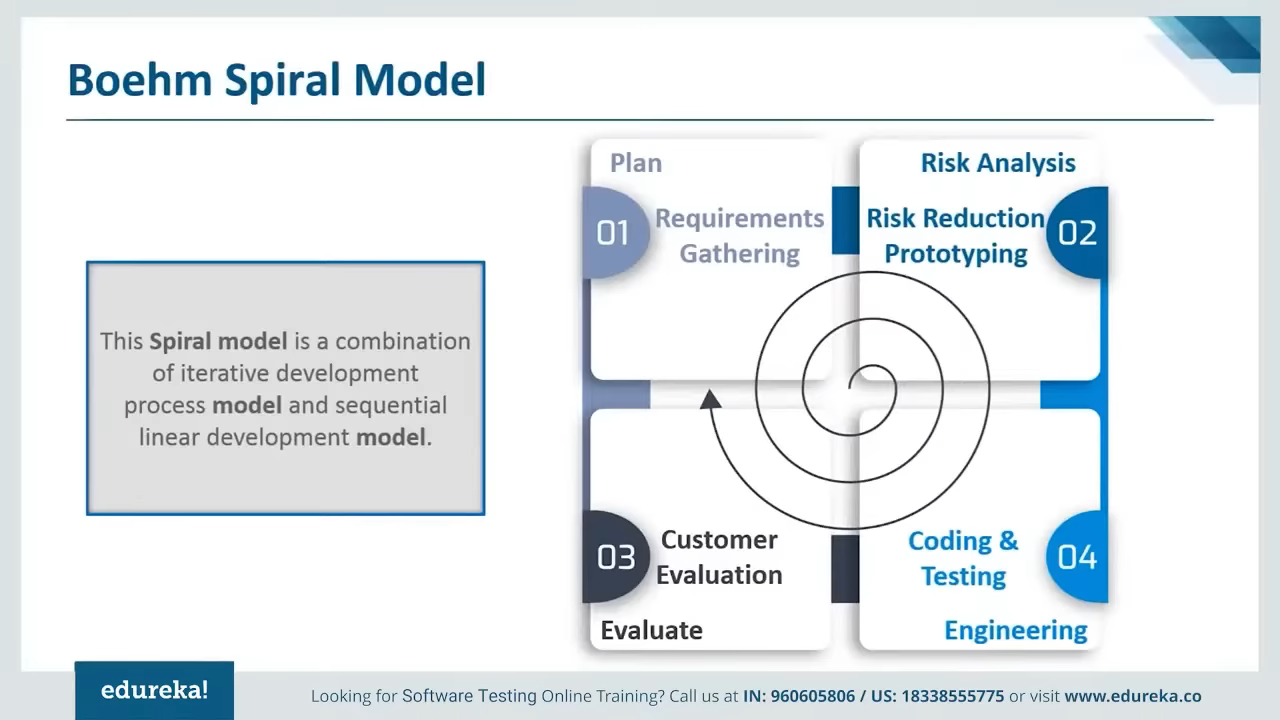 Boehm Spiral Model
This Spiral model is a combination
of iterative development
process model and sequential
linear development model.
Plan
01
Requirements
Gathering
Risk Analysis
Risk Reduction
Prototyping
02
03
Customer
Evaluation
Evaluate
Coding &
Testing
04
Engineering
edureka!
Looking for Software Testing Online Training? Call us at IN: 960605806 / US: 18338555775 or visit www.edureka.co